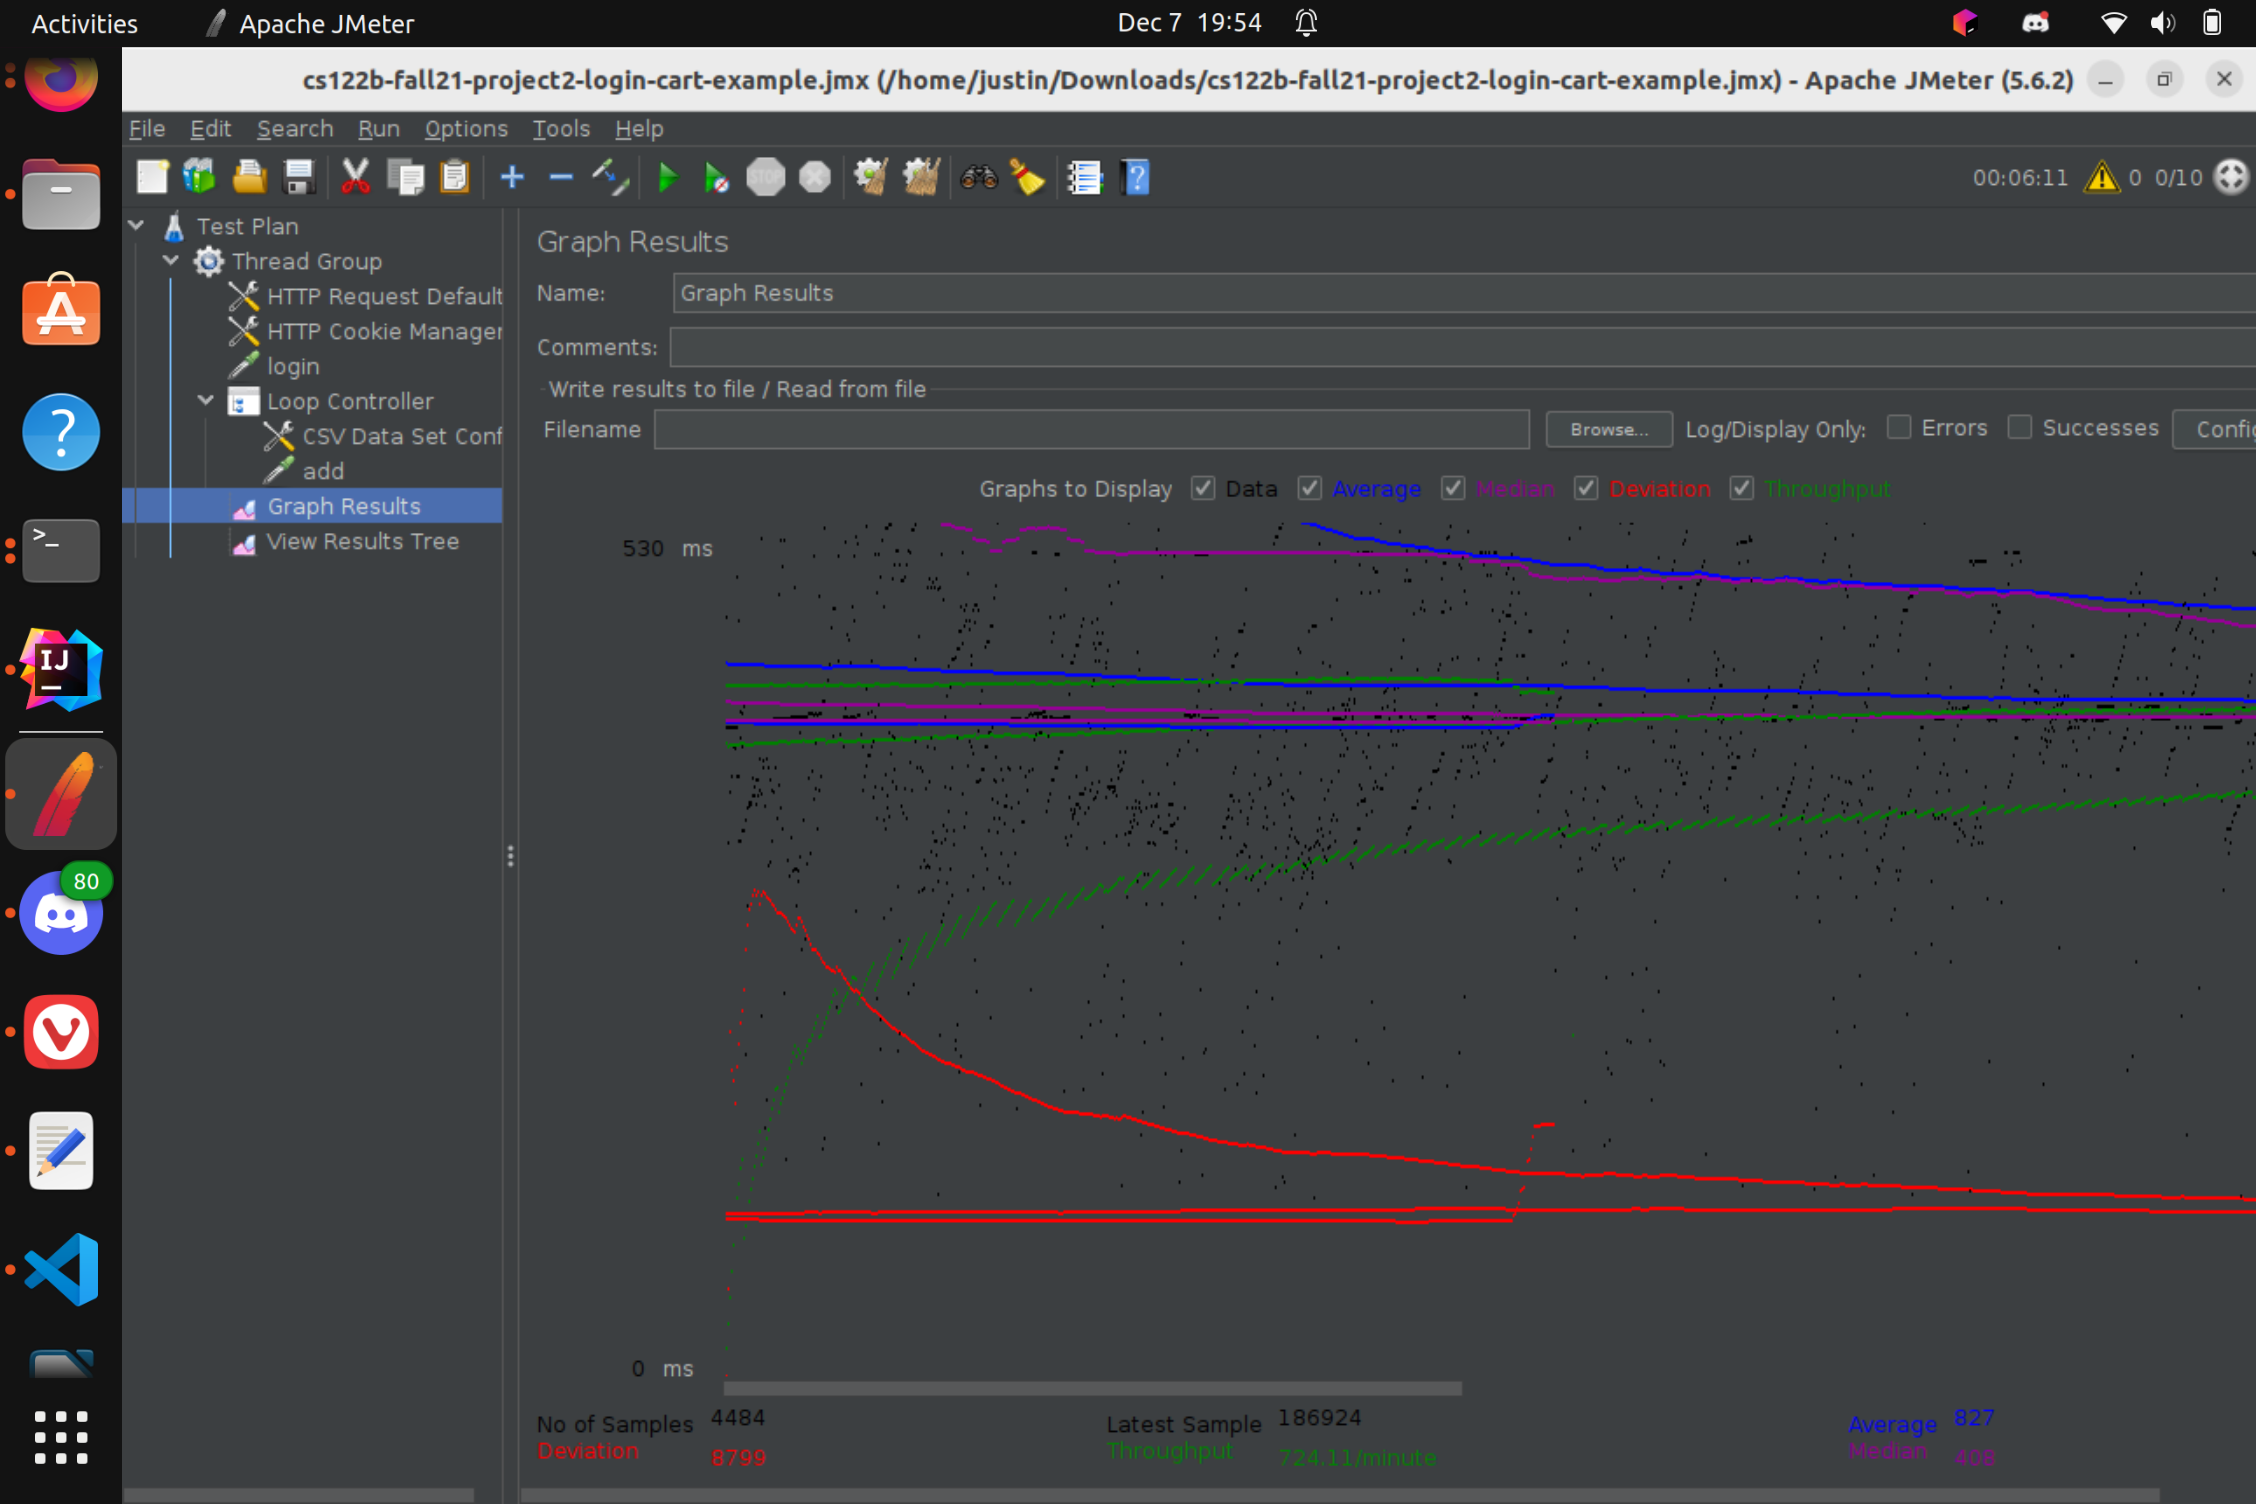 Activities
Apache JMeter
Dec 7 19:54
cs122b-fall21-project2-login-cart-example.jmx (/home/justin/Downloads/cs122b-fall21-project2-login-cart-example.jmx) - Apache JMeter (5.6.2)
File Edit Search Run Options Tools Help
STOP
00:06:11
0 0/10
Test Plan
Thread Group
HTTP Request Default
HTTP Cookie Manager
login
Loop Controller
CSV Data Set Conf
add
Graph Results
View Results Tree
Graph Results
Name: Graph Results
Comments:
Write results to file / Read from file
Filename
Browse...
Log/Display Only:
Errors
Successes
Config
Graphs to Display
Data
Average
Median
Deviation
Throughput
530 ms
0 ms
No of Samples 4484
Latest Sample 186924
Average 827
Deviation 8799
Throughput 724.11/minute
Median 408
IJ
80